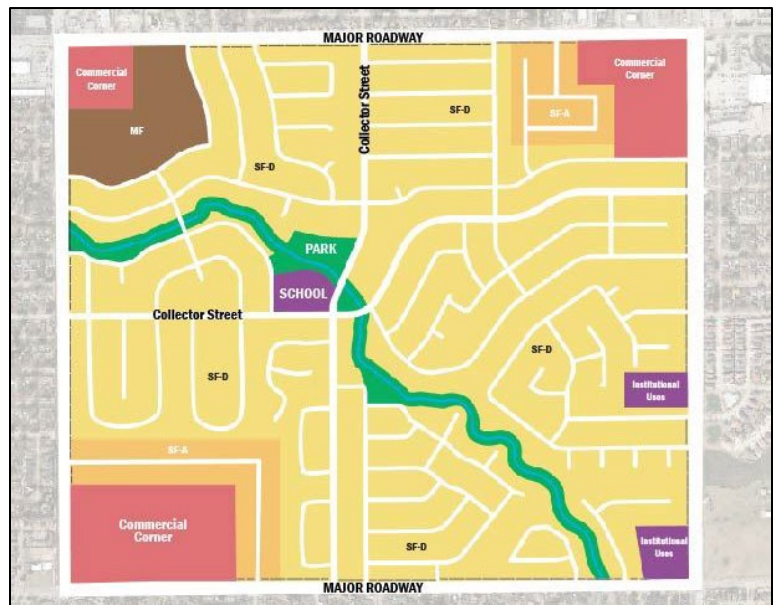 MAJOR ROADWAY
Commercial
Corner
Commercial
Corner
Collector Street
MF
SF-D
SF-A
SF-D
PARK
SCHOOL
Collector Street
SF-D
SF-D
Institutional
Uses
SF-A
Commercial
Corner
SF-D
Institutional
Uses
MAJOR ROADWAY